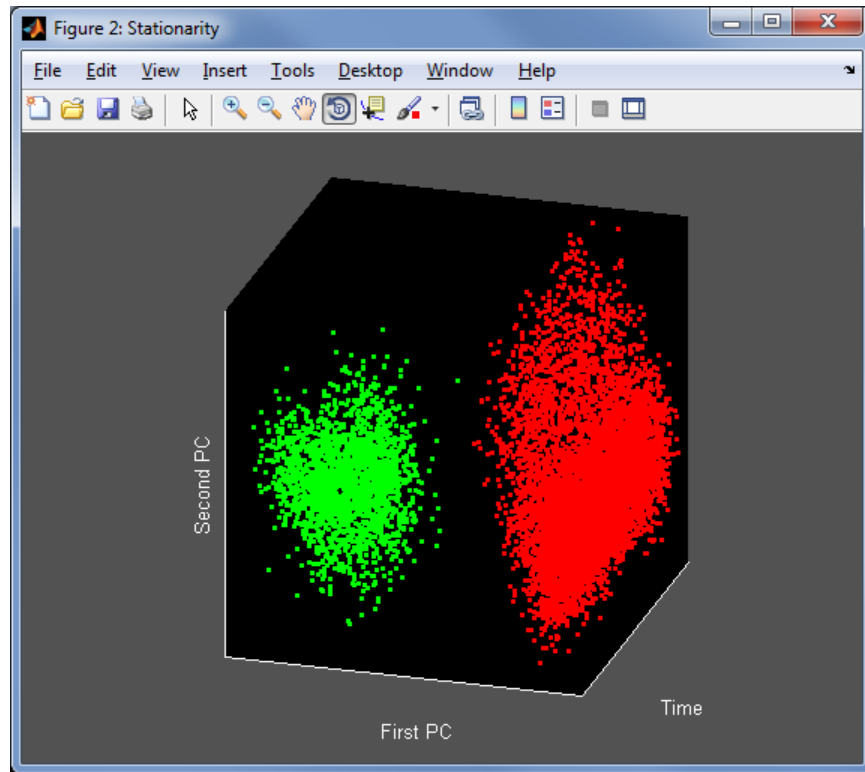 Figure 2: Stationarity
File Edit View Insert Tools Desktop Window Help
Second PC
First PC
Time